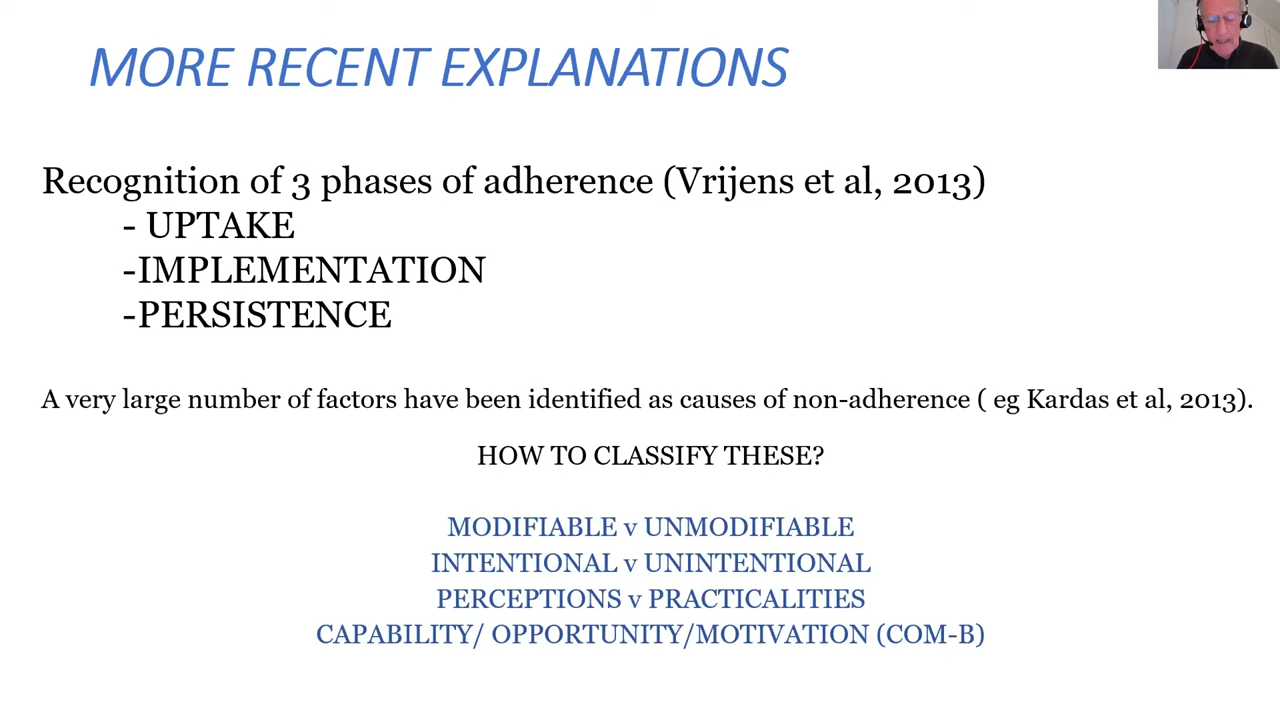 MORE RECENT EXPLANATIONS
Recognition of 3 phases of adherence (Vrijens et al, 2013)
- UPTAKE
-IMPLEMENTATION
-PERSISTENCE
A very large number of factors have been identified as causes of non-adherence ( eg Kardas et al, 2013).
HOW TO CLASSIFY THESE?
MODIFIABLE v UNMODIFIABLE
INTENTIONAL v UNINTENTIONAL
PERCEPTIONS v PRACTICALITIES
CAPABILITY/ OPPORTUNITY/MOTIVATION (COM-B)